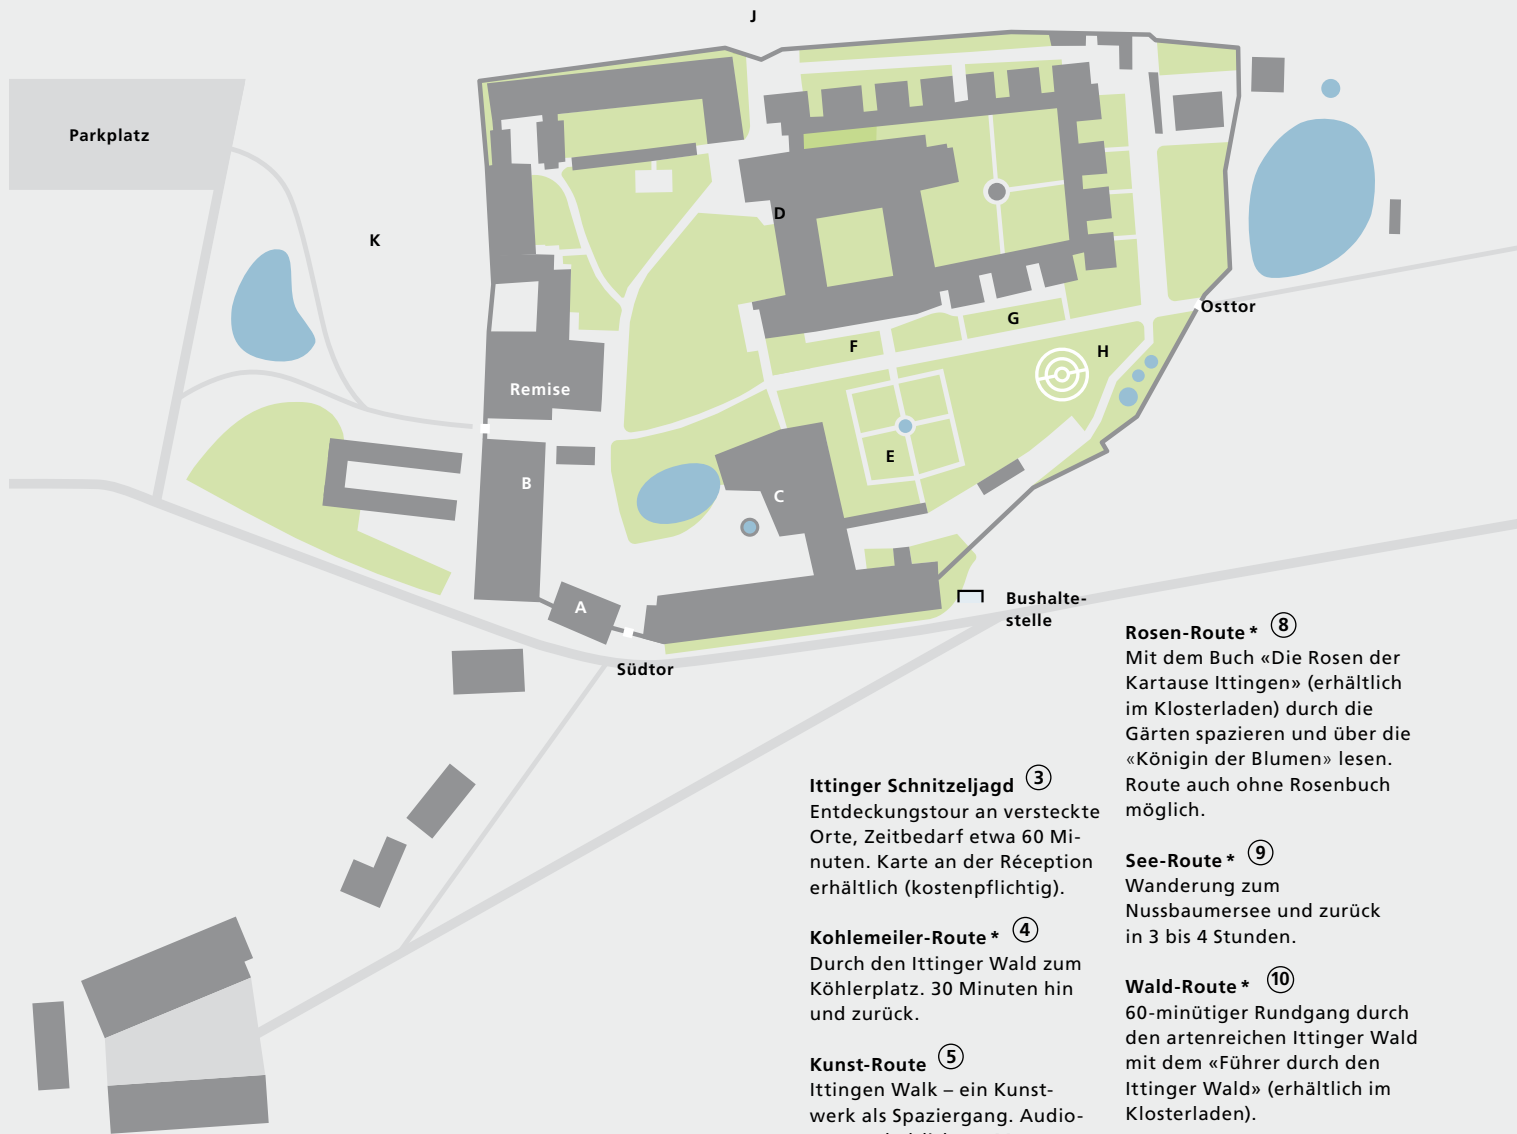 J
Parkplatz
K
D
Osttor
G
F
H
Remise
E
B
C
A
Bushalte-
stelle
Südtor
Ittinger Schnitzeljagd ③
Entdeckungstour an versteckte
Orte, Zeitbedarf etwa 60 Mi-
nuten. Karte an der Réception
erhältlich (kostenpflichtig).
Kohlemeiler-Route * ④
Durch den Ittinger Wald zum
Köhlerplatz. 30 Minuten hin
und zurück.
Kunst-Route ⑤
Ittingen Walk – ein Kunst-
werk als Spaziergang. Audio-
Rosen-Route * ⑧
Mit dem Buch «Die Rosen der
Kartause Ittingen» (erhältlich
im Klosterladen) durch die
Gärten spazieren und über die
«Königin der Blumen» lesen.
Route auch ohne Rosenbuch
möglich.
See-Route * ⑨
Wanderung zum
Nussbaumersee und zurück
in 3 bis 4 Stunden.
Wald-Route * ⑩
60-minütiger Rundgang durch
den artenreichen Ittinger Wald
mit dem «Führer durch den
Ittinger Wald» (erhältlich im
Klosterladen).